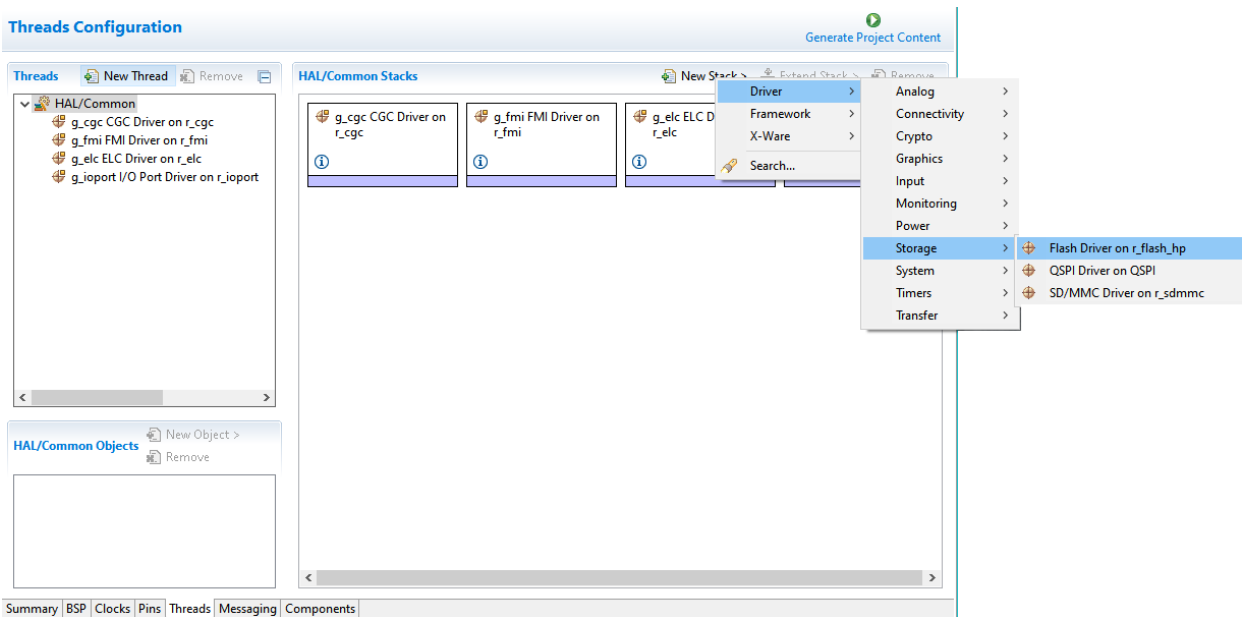 Threads Configuration
Generate Project Content
Threads
New Thread
Remove
HAL/Common
g_cgc CGC Driver on r_cgc
g_fmi FMI Driver on r_fmi
g_elc ELC Driver on r_elc
g_ioport I/O Port Driver on r_ioport
HAL/Common Objects
New Object >
Remove
HAL/Common Stacks
New Stack >
Extend Stack >
Remove
g_cgc CGC Driver on
r_cgc
g_fmi FMI Driver on
r_fmi
g_elc ELC D
r_elc
Driver
Framework
X-Ware
Search...
Analog
Connectivity
Crypto
Graphics
Input
Monitoring
Power
Storage
System
Timers
Transfer
Flash Driver on r_flash_hp
QSPI Driver on QSPI
SD/MMC Driver on r_sdmmc
Summary BSP Clocks Pins Threads Messaging Components